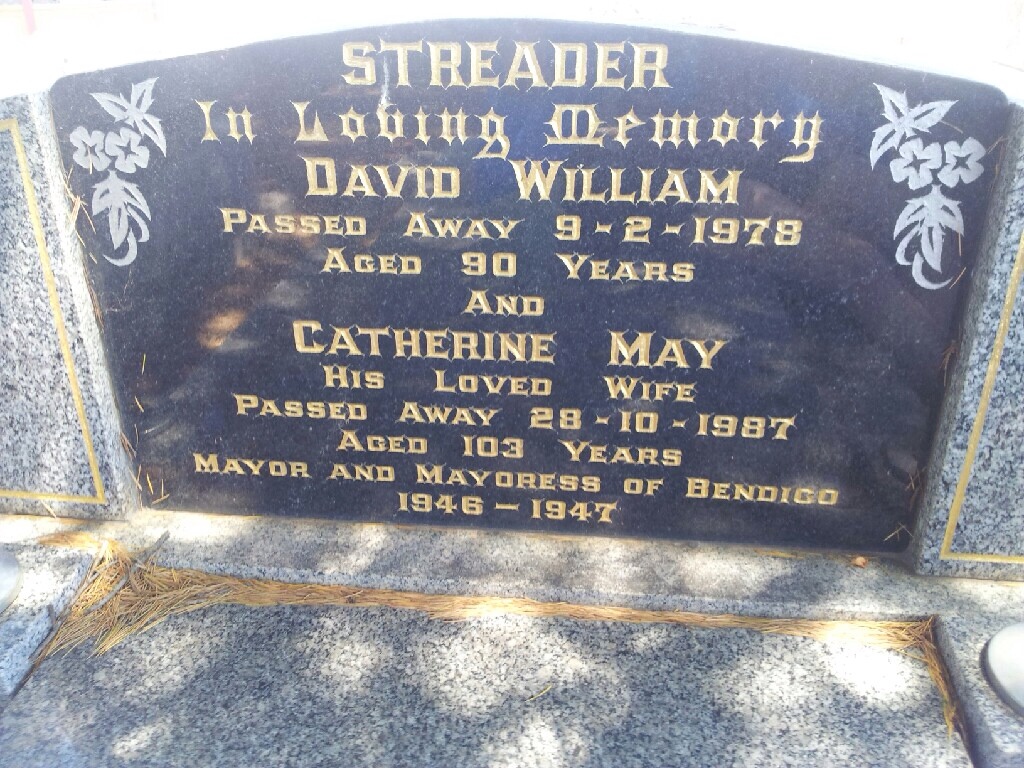 STREADER
In Loving Memory
DAVID WILLIAM
PASSED AWAY 9-2-1978
AGED 90 YEARS
AND
CATHERINE MAY
HIS LOVED WIFE
PASSED AWAY 28-10-1987
AGED 103 YEARS
MAYOR AND MAYORESS OF BENDIGO
1946-1947